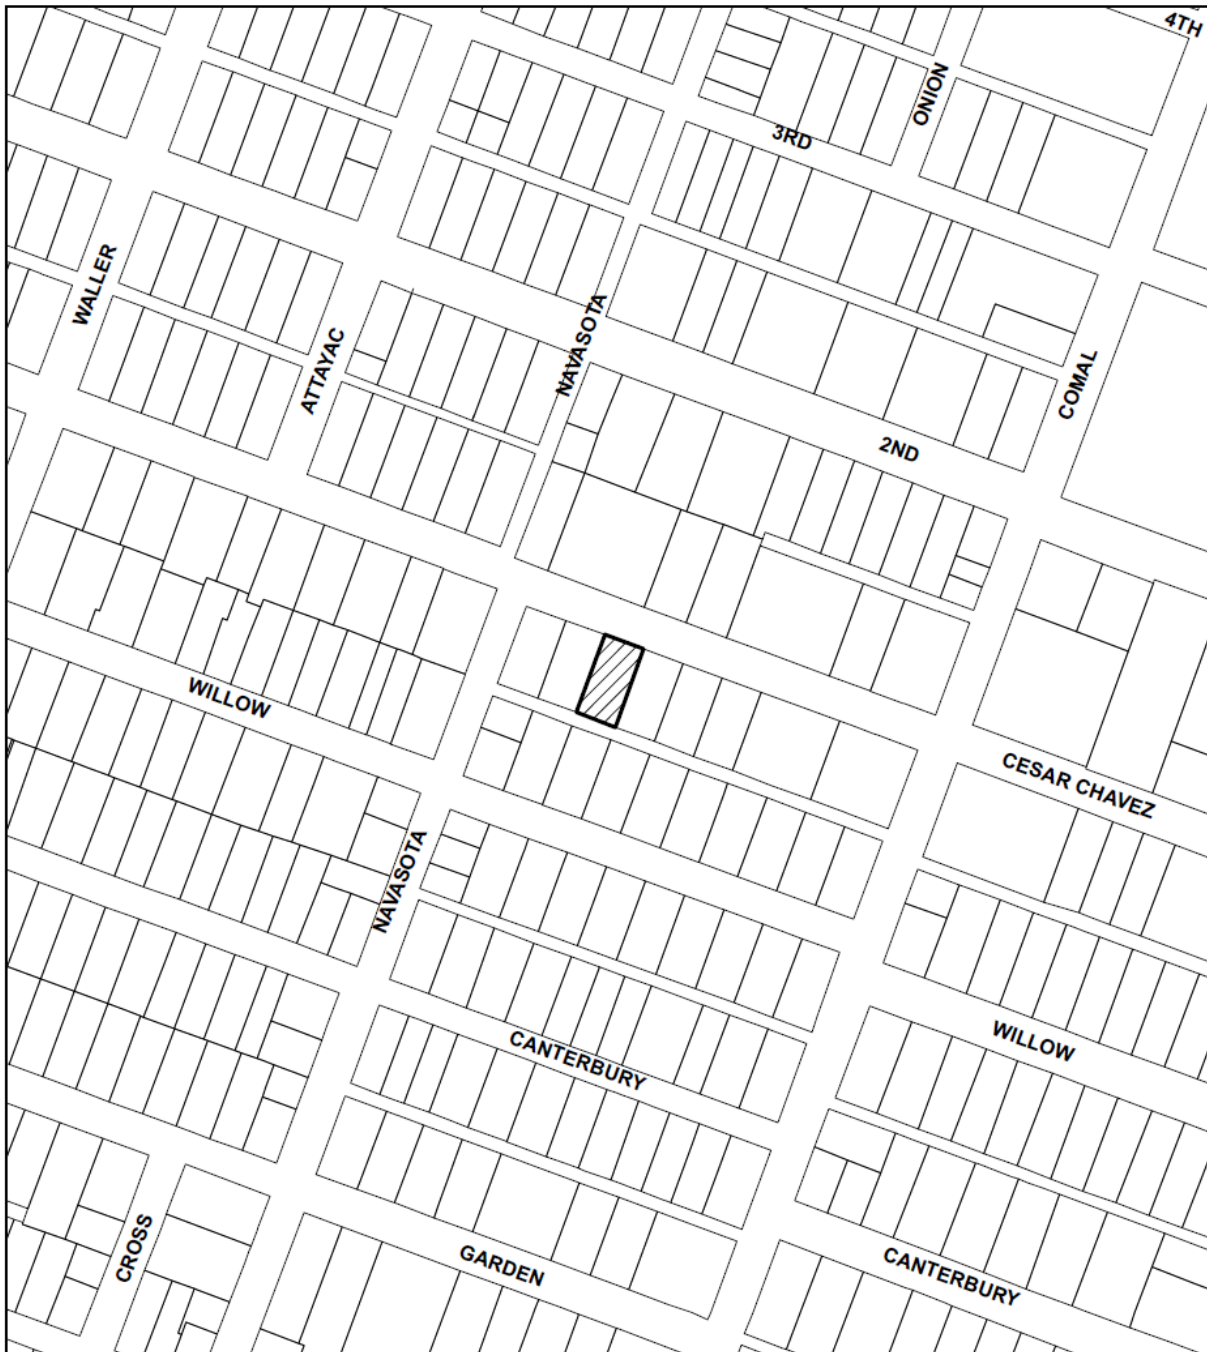 4TH
ONION
3RD
WALLER
NAVASOTA
ATTAYAC
COMAL
2ND
WILLOW
CESAR CHAVEZ
NAVASOTA
CANTERBURY
WILLOW
CROSS
GARDEN
CANTERBURY